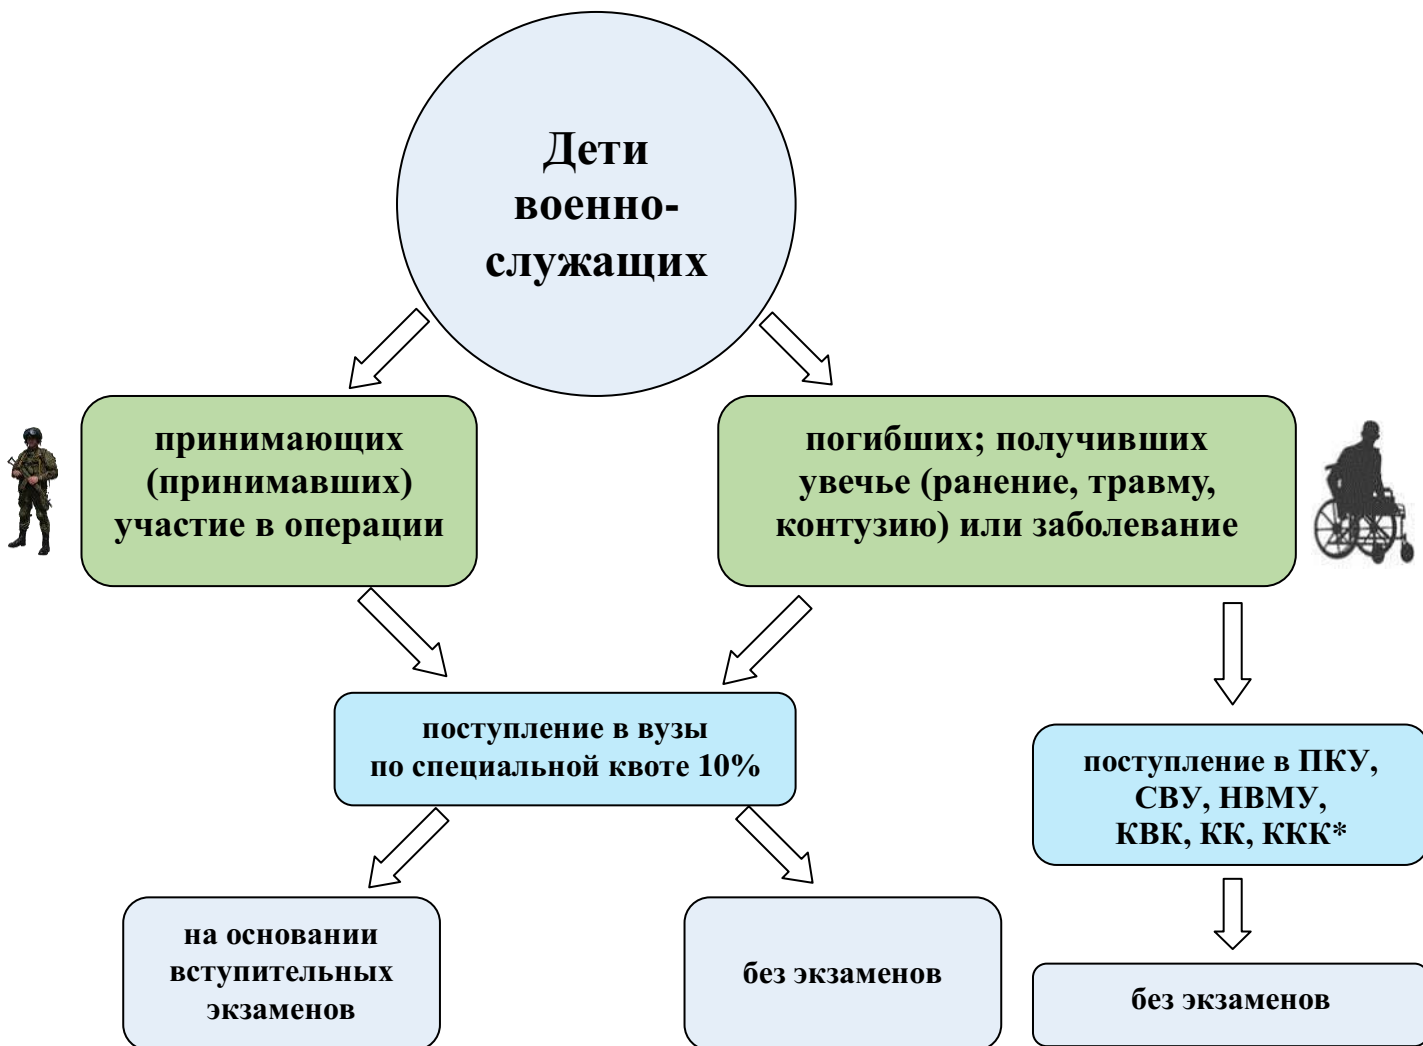 Дети
военно-
служащих
принимающих
(принимавших)
участие в операции
погибших; получивших
увечье (ранение, травму,
контузию) или заболевание
поступление в вузы
по специальной квоте 10%
поступление в ПКУ,
СВУ, НВМУ,
КВК, КК, ККК*
на основании
вступительных
экзаменов
без экзаменов
без экзаменов